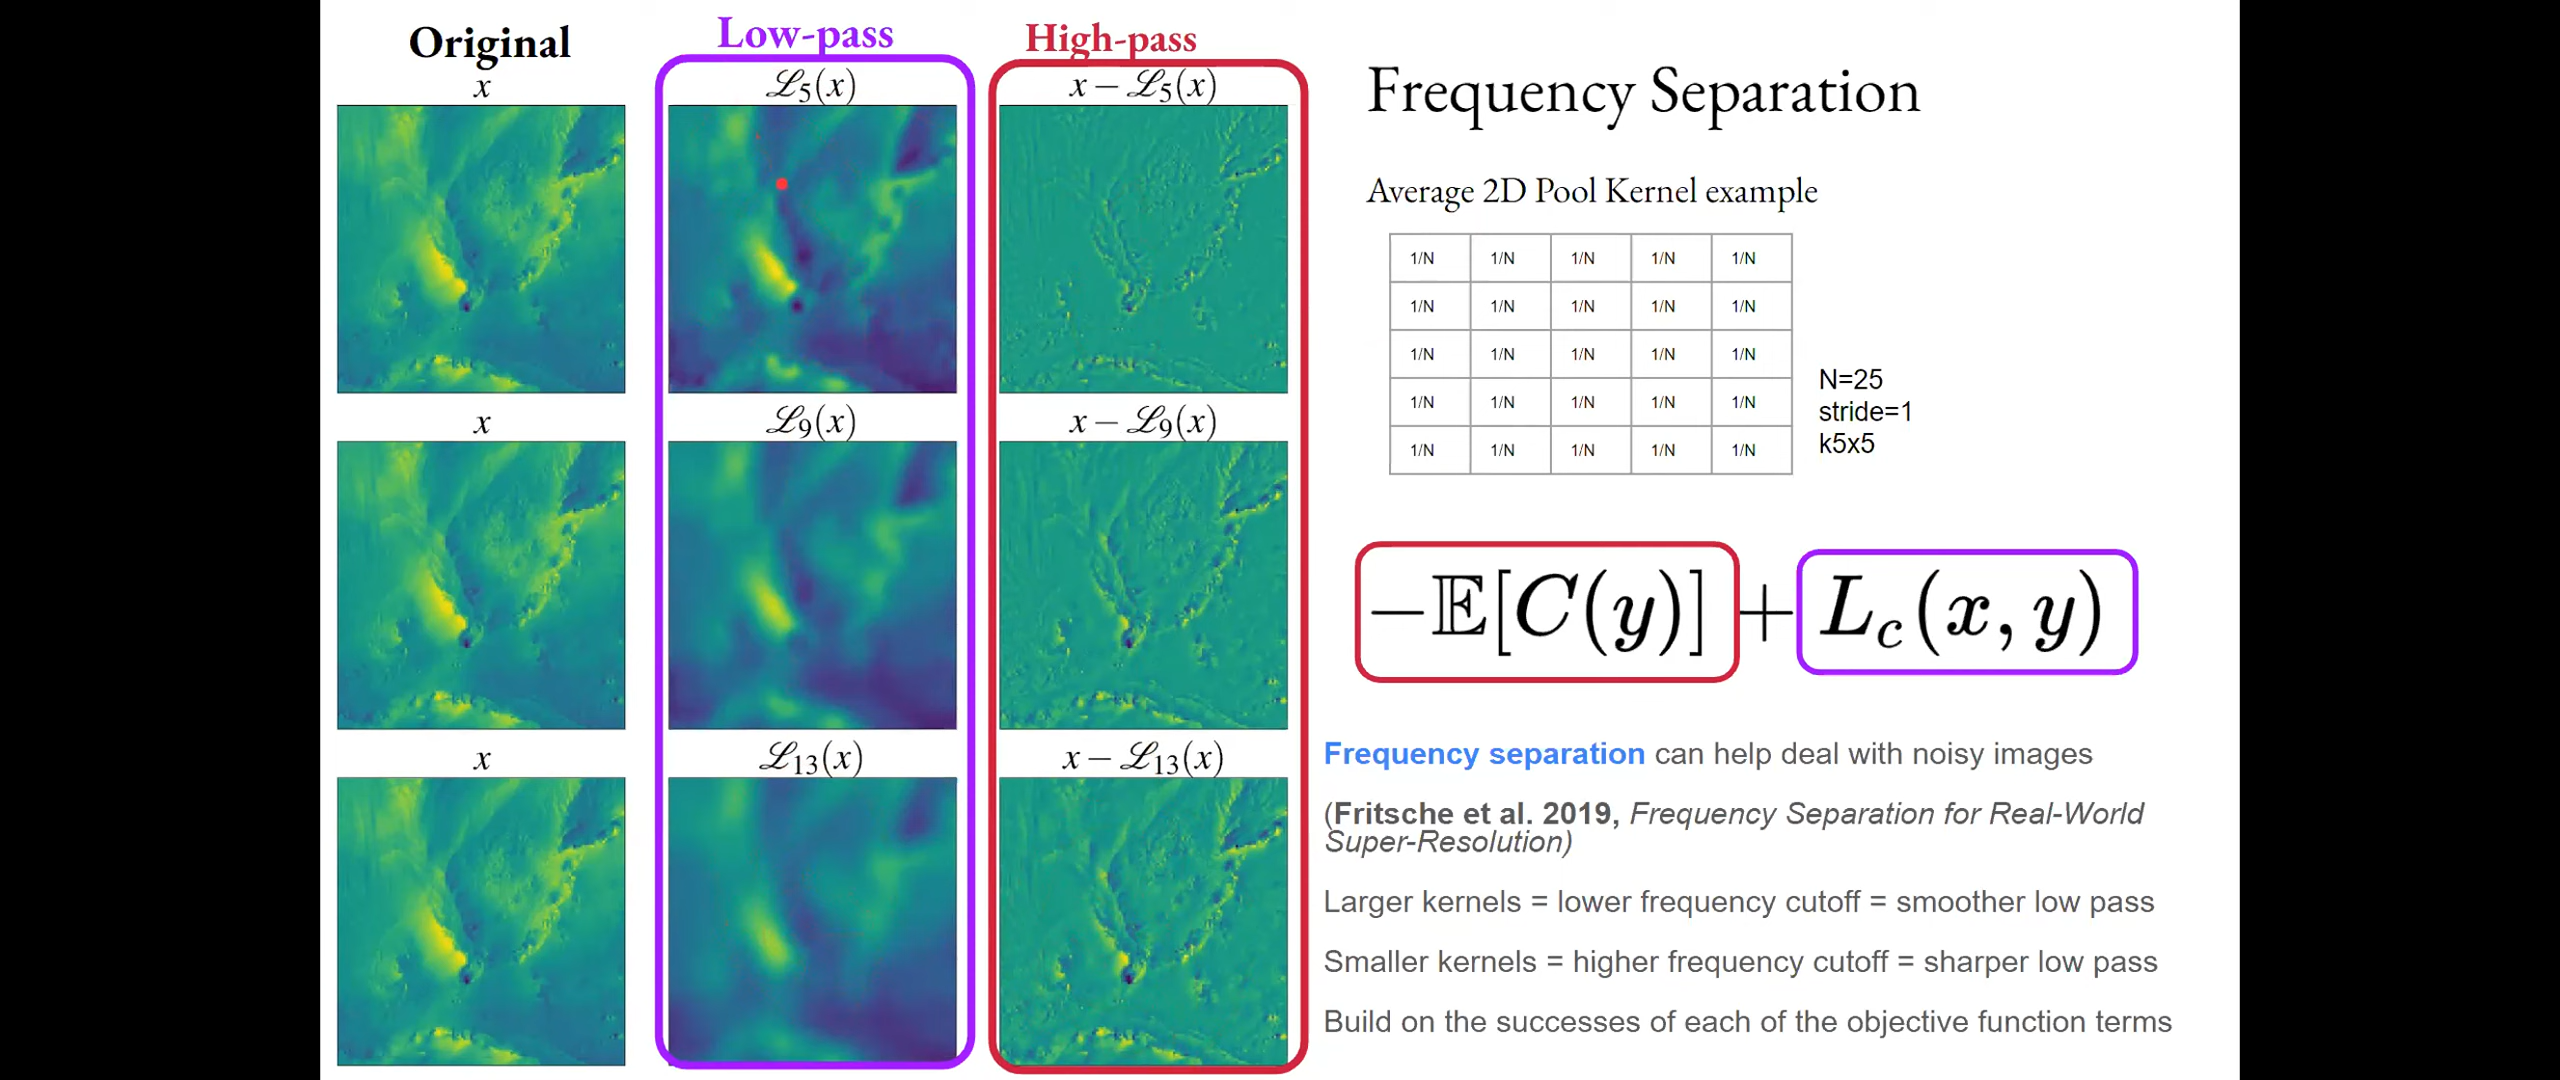 Original
Low-pass
High-pass
x
ℒ5(x)
x − ℒ5(x)
x
ℒ9(x)
x − ℒ9(x)
x
ℒ13(x)
x − ℒ13(x)
Frequency Separation
Average 2D Pool Kernel example
1/N 1/N 1/N 1/N 1/N
1/N 1/N 1/N 1/N 1/N
1/N 1/N 1/N 1/N 1/N
1/N 1/N 1/N 1/N 1/N
1/N 1/N 1/N 1/N 1/N
N=25
stride=1
k5x5
−𝔼[C(y)] + Lc(x, y)
Frequency separation can help deal with noisy images
(Fritsche et al. 2019, Frequency Separation for Real-World
Super-Resolution)
Larger kernels = lower frequency cutoff = smoother low pass
Smaller kernels = higher frequency cutoff = sharper low pass
Build on the successes of each of the objective function terms